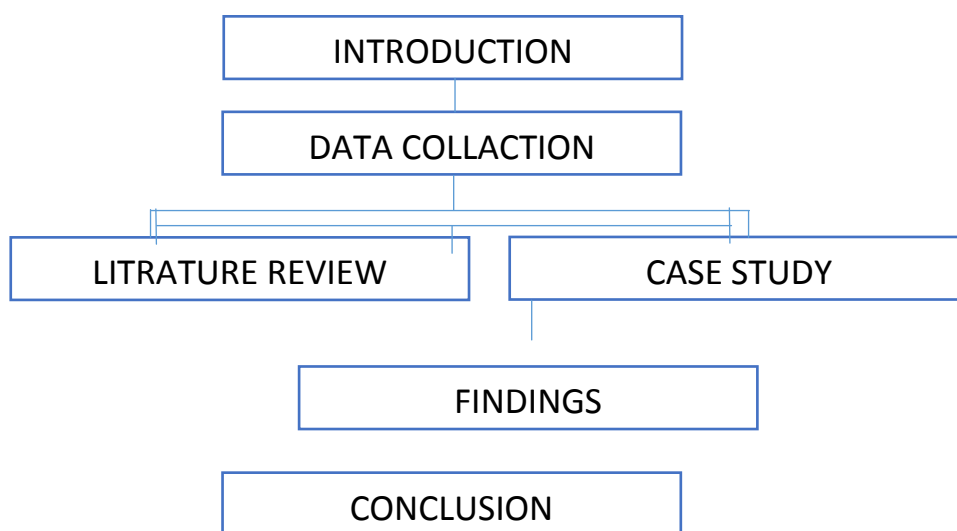 INTRODUCTION
DATA COLLACTION
LITRATURE REVIEW
CASE STUDY
FINDINGS
CONCLUSION